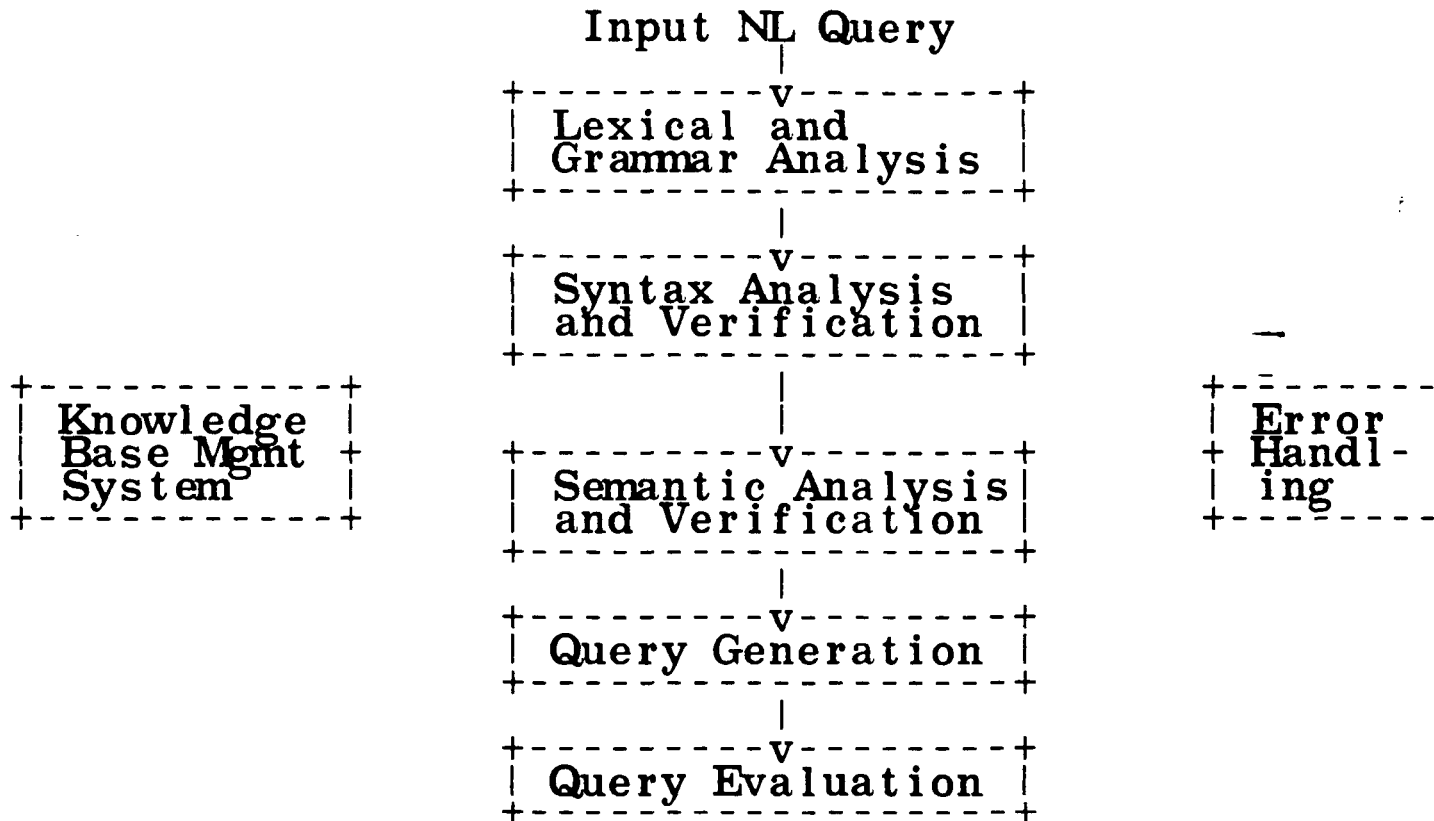 Input NL Query
Lexical and
Grammar Analysis
Syntax Analysis
and Verification
Knowledge
Base Mgmt
System
Semantic Analysis
and Verification
Error
Handl-
ing
Query Generation
Query Evaluation